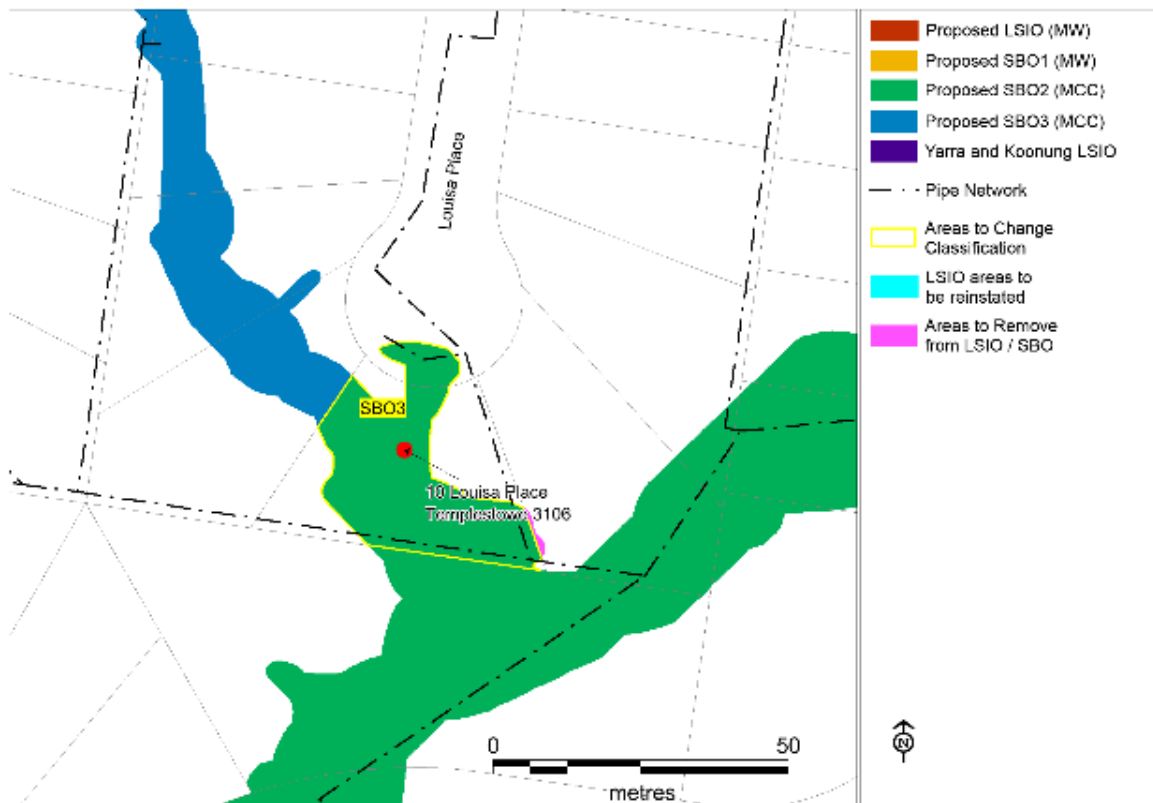 Louisa Place
SBO3
10 Louisa Place
Templestowe 3106
0 50
metres
Proposed LSIO (MW)
Proposed SBO1 (MW)
Proposed SBO2 (MCC)
Proposed SBO3 (MCC)
Yarra and Koonung LSIO
Pipe Network
Areas to Change
Classification
LSIO areas to
be reinstated
Areas to Remove
from LSIO / SBO
N